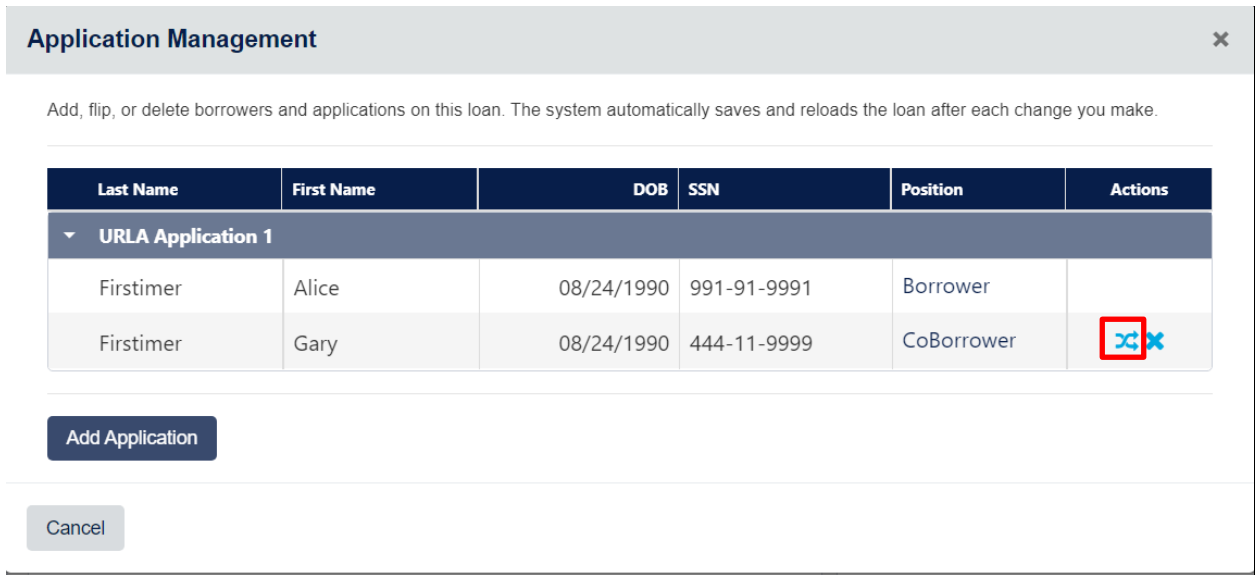 Application Management
Add, flip, or delete borrowers and applications on this loan. The system automatically saves and reloads the loan after each change you make.
Last Name First Name DOB SSN Position Actions
URLA Application 1
Firstimer Alice 08/24/1990 991-91-9991 Borrower
Firstimer Gary 08/24/1990 444-11-9999 CoBorrower
Add Application
Cancel